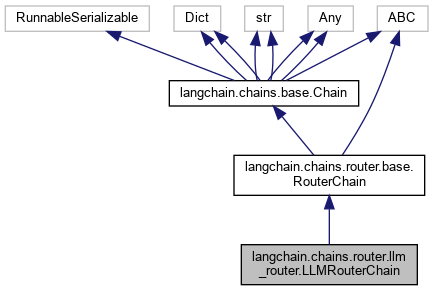 RunnableSerializable
Dict
str
Any
ABC
langchain.chains.base.Chain
langchain.chains.router.base.
RouterChain
langchain.chains.router.llm
_router.LLMRouterChain